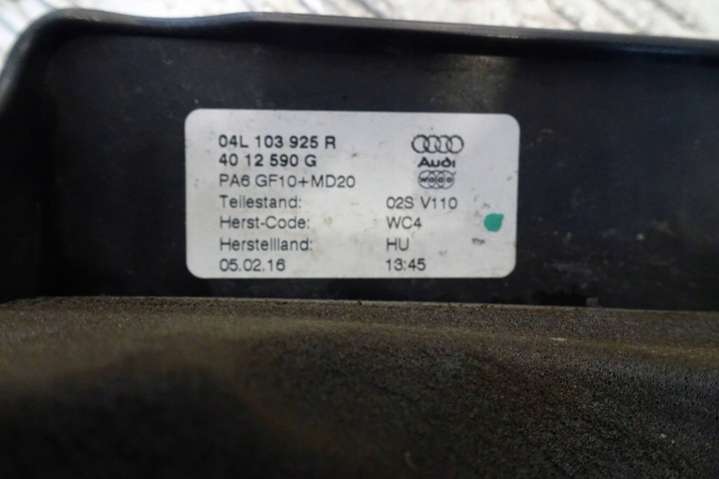 04L 103 925 R
40 12 590 G
Audi
PA6 GF10+MD20
Teilestand: 02S V110
Herst-Code: WC4
Herstellland: HU
05.02.16 13:45